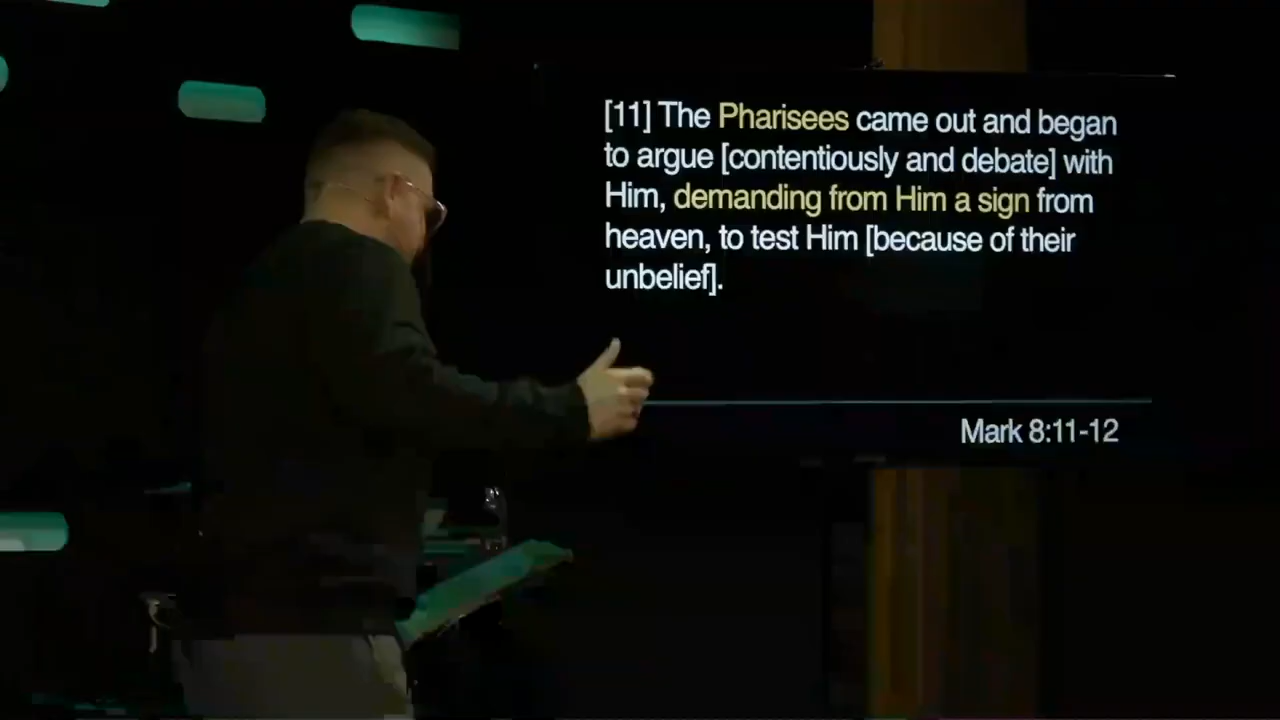 [11] The Pharisees came out and began
to argue [contentiously and debate] with
Him, demanding from Him a sign from
heaven, to test Him [because of their
unbelief].
Mark 8:11-12